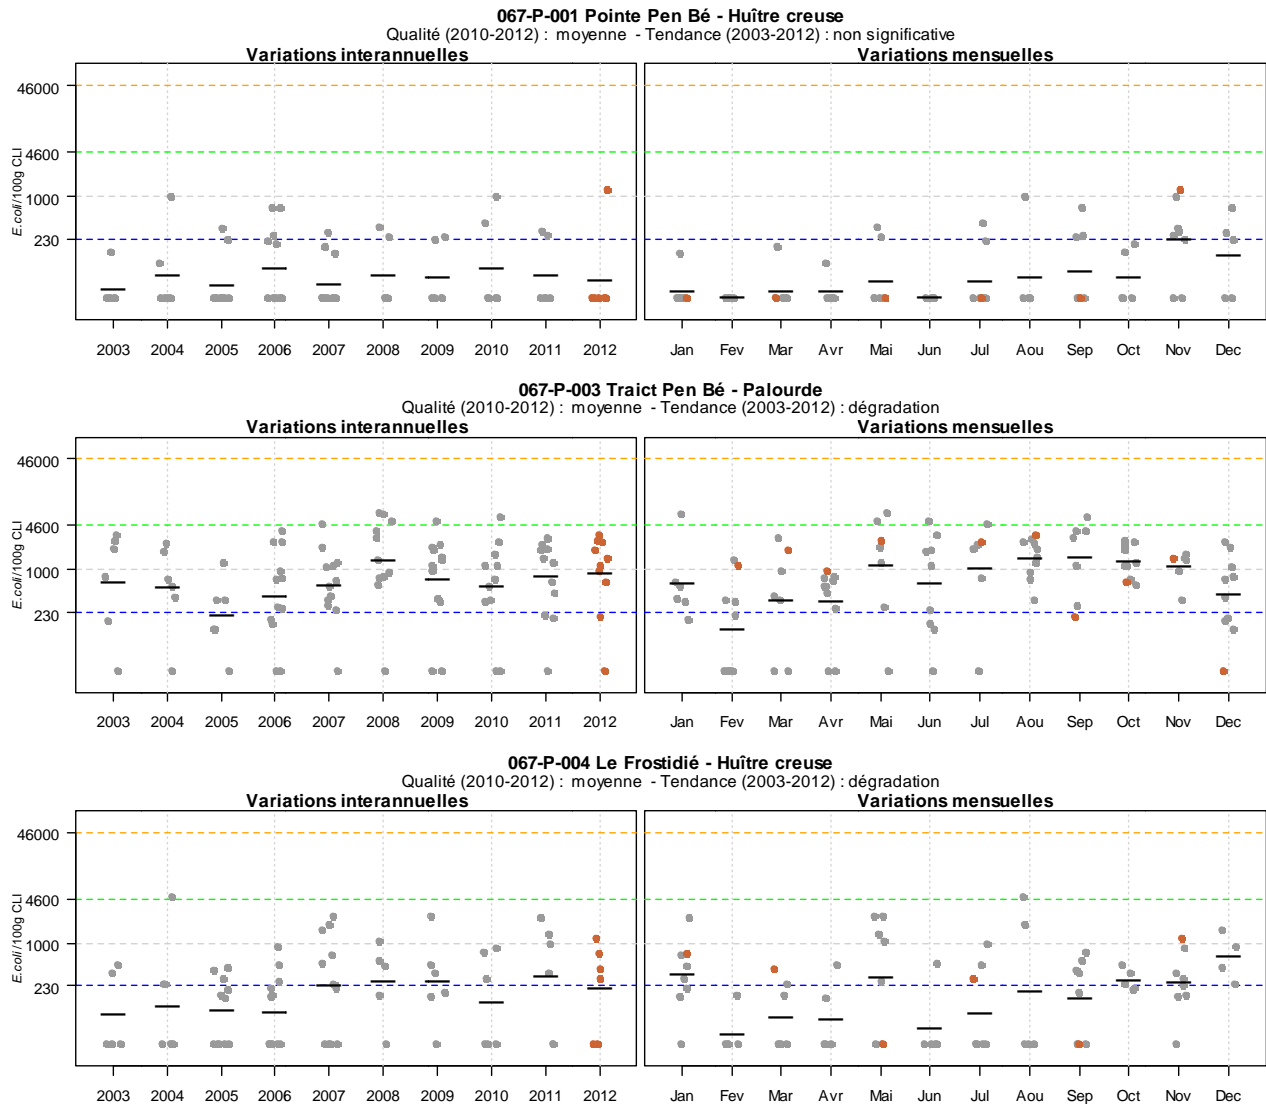 067-P-001 Pointe Pen Bé - Huître creuse
Qualité (2010-2012) : moyenne - Tendance (2003-2012) : non significative
Variations interannuelles Variations mensuelles
46000
4600
1000
230
E.coli/100g CLI
2003 2004 2005 2006 2007 2008 2009 2010 2011 2012 Jan Fev Mar Avr Mai Jun Jul Aou Sep Oct Nov Dec
067-P-003 Traict Pen Bé - Palourde
Qualité (2010-2012) : moyenne - Tendance (2003-2012) : dégradation
Variations interannuelles Variations mensuelles
46000
4600
1000
230
E.coli/100g CLI
2003 2004 2005 2006 2007 2008 2009 2010 2011 2012 Jan Fev Mar Avr Mai Jun Jul Aou Sep Oct Nov Dec
067-P-004 Le Frostidié - Huître creuse
Qualité (2010-2012) : moyenne - Tendance (2003-2012) : dégradation
Variations interannuelles Variations mensuelles
46000
4600
1000
230
E.coli/100g CLI
2003 2004 2005 2006 2007 2008 2009 2010 2011 2012 Jan Fev Mar Avr Mai Jun Jul Aou Sep Oct Nov Dec